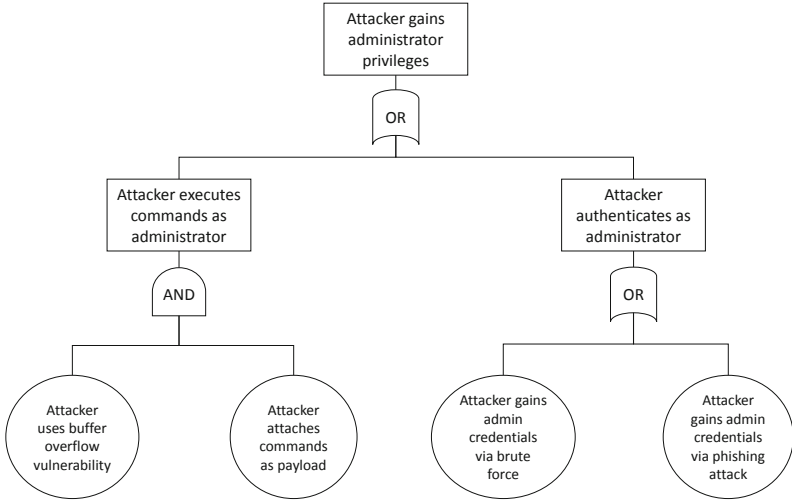 Attacker gains
administrator
privileges
OR
Attacker executes
commands as
administrator
Attacker
authenticates as
administrator
AND
OR
Attacker
uses buffer
overflow
vulnerability
Attacker
attaches
commands
as payload
Attacker gains
admin
credentials
via brute
force
Attacker
gains admin
credentials
via phishing
attack